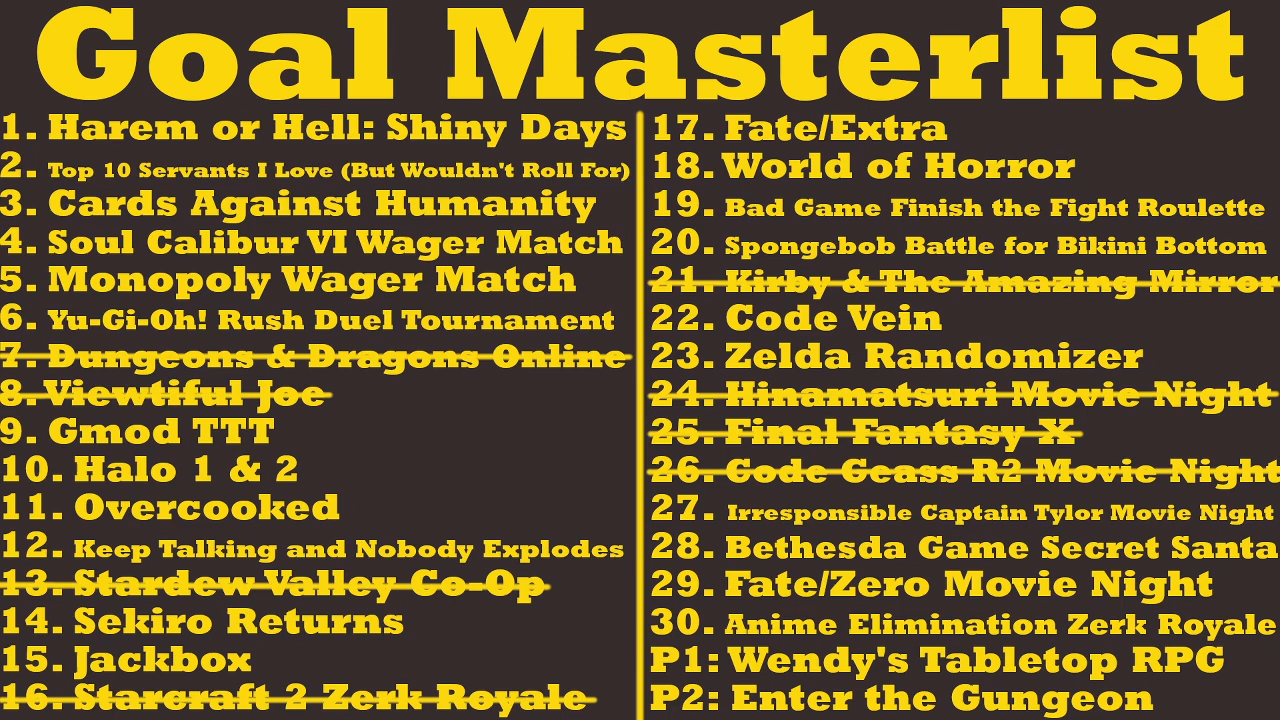 Goal Masterlist
1. Harem or Hell: Shiny Days
2. Top 10 Servants I Love (But Wouldn't Roll For)
3. Cards Against Humanity
4. Soul Calibur VI Wager Match
5. Monopoly Wager Match
6. Yu-Gi-Oh! Rush Duel Tournament
7. Dungeons & Dragons Online
8. Viewtiful Joe
9. Gmod TTT
10. Halo 1 & 2
11. Overcooked
12. Keep Talking and Nobody Explodes
13. Stardew Valley Co-Op
14. Sekiro Returns
15. Jackbox
16. Starcraft 2 Zerk Royale
17. Fate/Extra
18. World of Horror
19. Bad Game Finish the Fight Roulette
20. Spongebob Battle for Bikini Bottom
21. Kirby & The Amazing Mirror
22. Code Vein
23. Zelda Randomizer
24. Hinamatsuri Movie Night
25. Final Fantasy X
26. Code Geass R2 Movie Night
27. Irresponsible Captain Tylor Movie Night
28. Bethesda Game Secret Santa
29. Fate/Zero Movie Night
30. Anime Elimination Zerk Royale
P1: Wendy's Tabletop RPG
P2: Enter the Gungeon